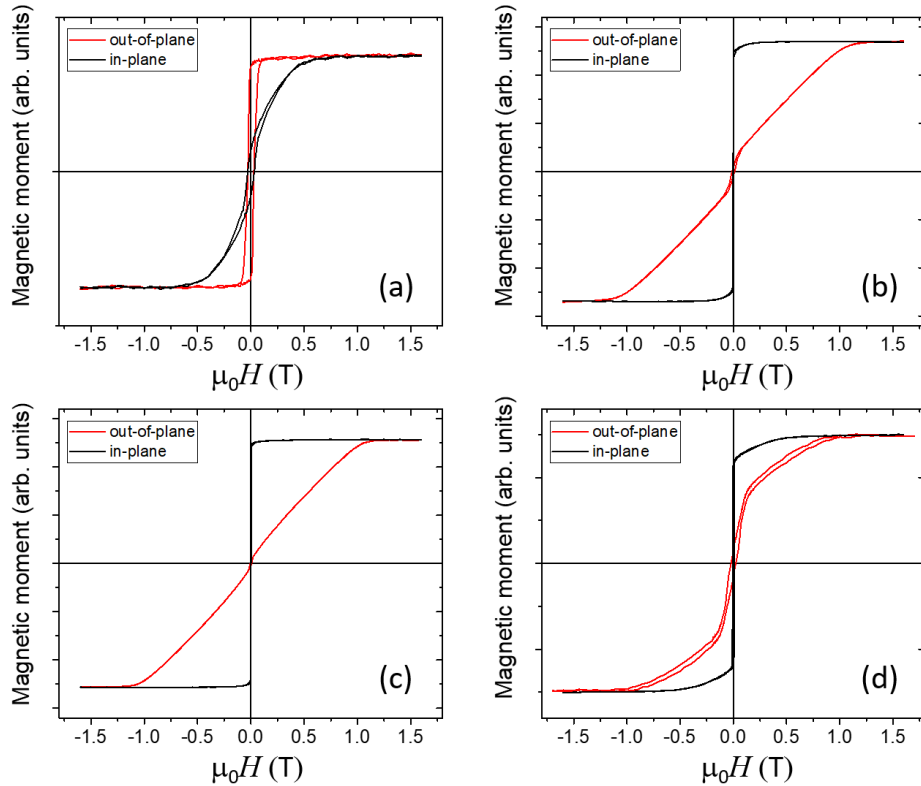 out-of-plane
in-plane
Magnetic moment (arb. units)
(a)
-1.5 -1.0 -0.5 0.0 0.5 1.0 1.5
μ₀H (T)
out-of-plane
in-plane
Magnetic moment (arb. units)
(b)
-1.5 -1.0 -0.5 0.0 0.5 1.0 1.5
μ₀H (T)
out-of-plane
in-plane
Magnetic moment (arb. units)
(c)
-1.5 -1.0 -0.5 0.0 0.5 1.0 1.5
μ₀H (T)
out-of-plane
in-plane
Magnetic moment (arb. units)
(d)
-1.5 -1.0 -0.5 0.0 0.5 1.0 1.5
μ₀H (T)